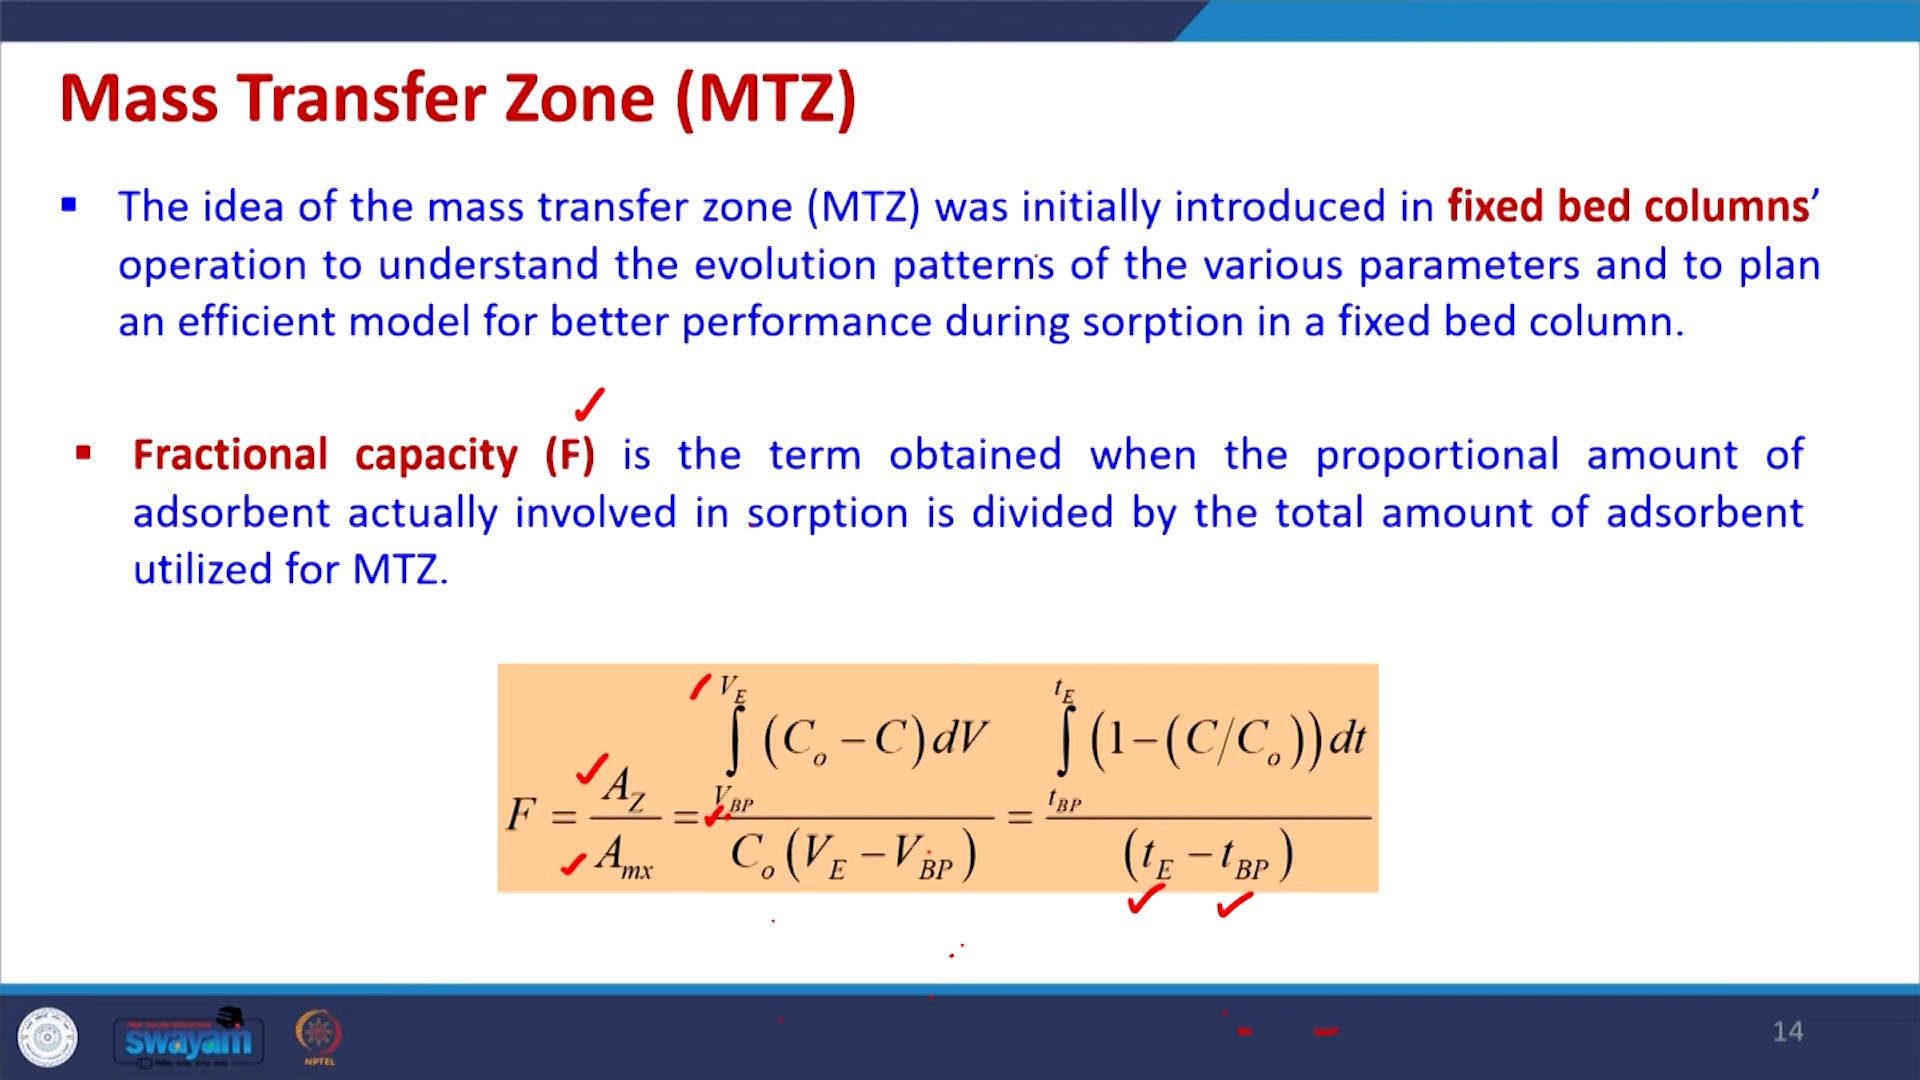 Mass Transfer Zone (MTZ)
▪ The idea of the mass transfer zone (MTZ) was initially introduced in fixed bed columns’
operation to understand the evolution patterns of the various parameters and to plan
an efficient model for better performance during sorption in a fixed bed column.
▪ Fractional capacity (F) is the term obtained when the proportional amount of
adsorbent actually involved in sorption is divided by the total amount of adsorbent
utilized for MTZ.
F = A_Z / A_mx = ∫_{V_BP}^{V_E} (C_o − C) dV / C_o (V_E − V_BP) = ∫_{t_BP}^{t_E} (1 − (C/C_o)) dt / (t_E − t_BP)
swayam
NPTEL
14